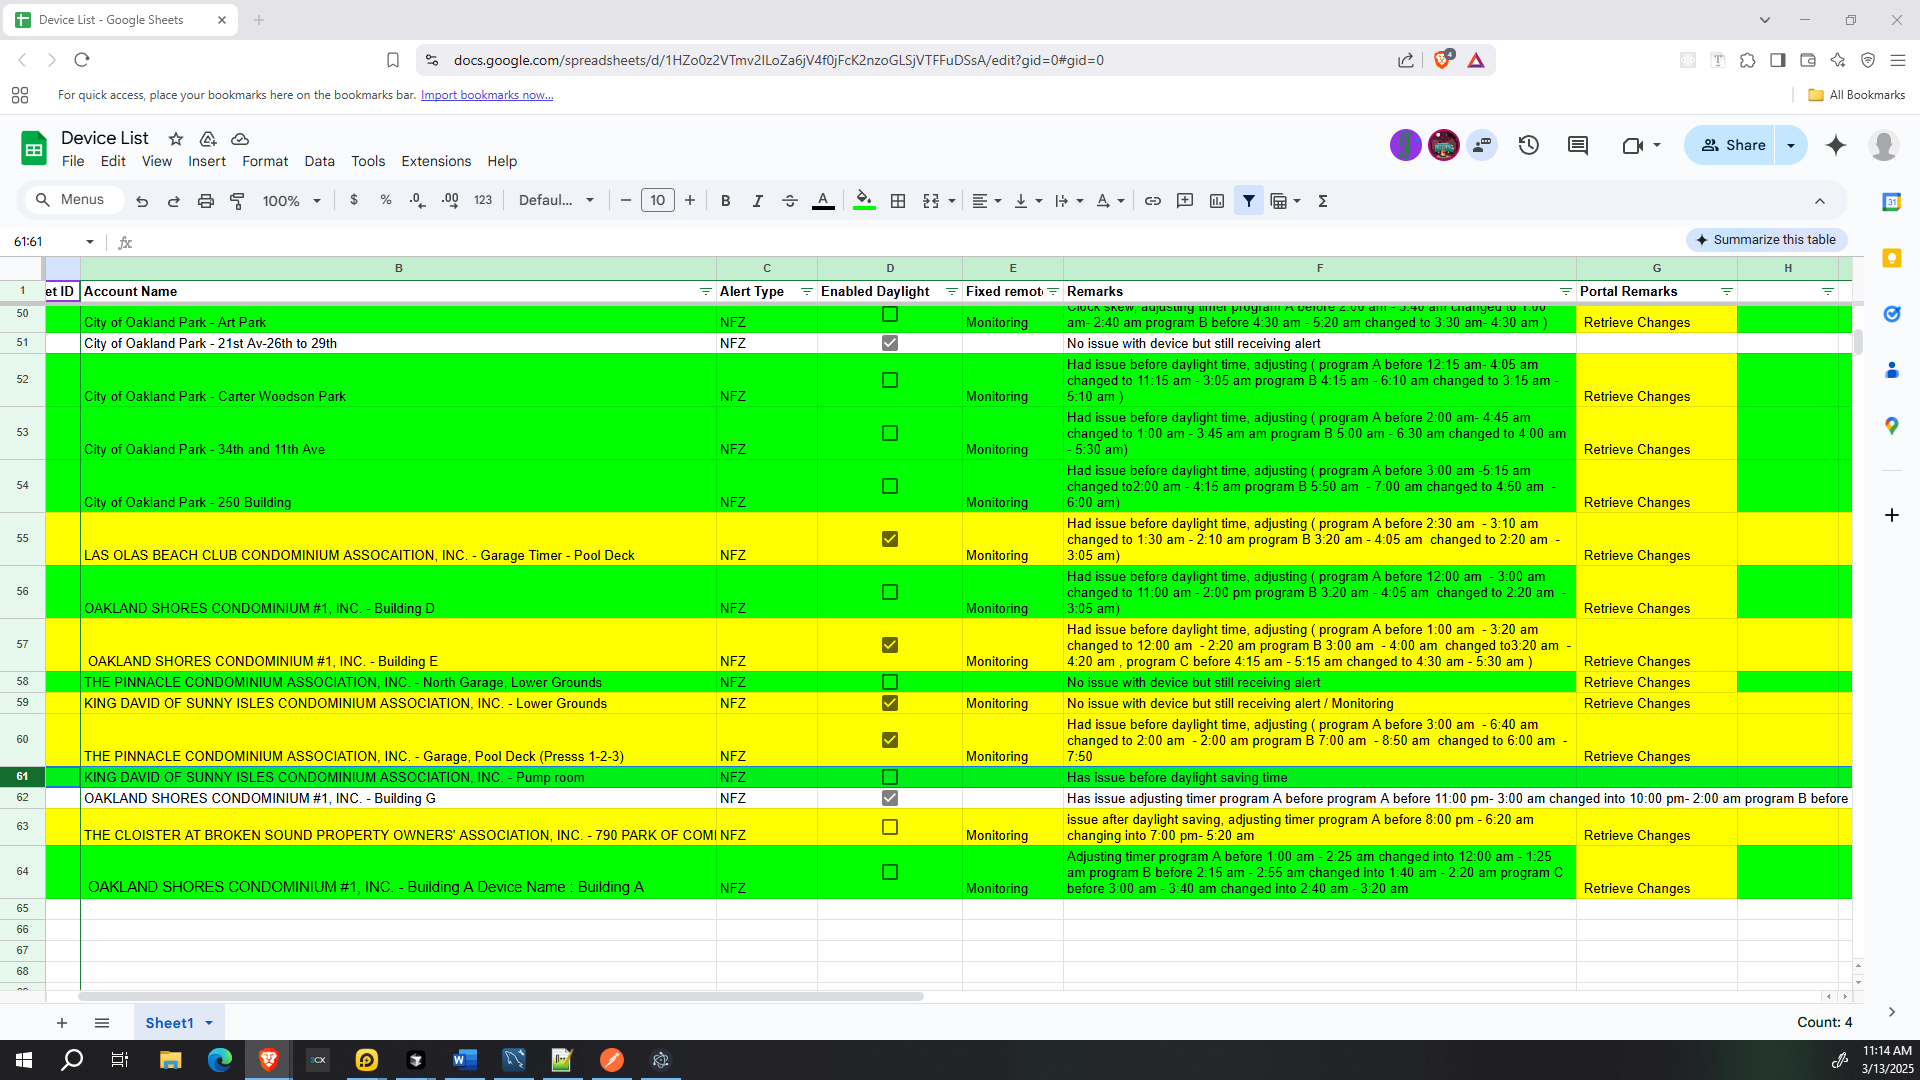 Device List - Google Sheets
docs.google.com/spreadsheets/d/1HZo0z2VTmv2ILoZa6jV4f0jFcK2nzoGLSjVTFFuDSsA/edit?gid=0#gid=0
4
For quick access, place your bookmarks here on the bookmarks bar. Import bookmarks now...
All Bookmarks
Device List
File Edit View Insert Format Data Tools Extensions Help
Share
Menus
100%
$ % .0 .00 123
Defaul...
10
B I A
61:61
fx
Summarize this table
B C D E F G H
1 et ID Account Name Alert Type Enabled Daylight Fixed remot Remarks Portal Remarks
50 City of Oakland Park - Art Park NFZ Monitoring
Clock skew, adjusting timer program A before 2:00 am - 3:40 am changed to 1:00
am- 2:40 am program B before 4:30 am - 5:20 am changed to 3:30 am- 4:30 am )
Retrieve Changes
51 City of Oakland Park - 21st Av-26th to 29th NFZ
No issue with device but still receiving alert
52 City of Oakland Park - Carter Woodson Park NFZ Monitoring
Had issue before daylight time, adjusting ( program A before 12:15 am- 4:05 am
changed to 11:15 am - 3:05 am program B 4:15 am - 6:10 am changed to 3:15 am -
5:10 am )
Retrieve Changes
53 City of Oakland Park - 34th and 11th Ave NFZ Monitoring
Had issue before daylight time, adjusting ( program A before 2:00 am- 4:45 am
changed to 1:00 am - 3:45 am am program B 5:00 am - 6:30 am changed to 4:00 am
- 5:30 am)
Retrieve Changes
54 City of Oakland Park - 250 Building NFZ Monitoring
Had issue before daylight time, adjusting ( program A before 3:00 am -5:15 am
changed to2:00 am - 4:15 am program B 5:50 am - 7:00 am changed to 4:50 am -
6:00 am)
Retrieve Changes
55 LAS OLAS BEACH CLUB CONDOMINIUM ASSOCAITION, INC. - Garage Timer - Pool Deck NFZ Monitoring
Had issue before daylight time, adjusting ( program A before 2:30 am - 3:10 am
changed to 1:30 am - 2:10 am program B 3:20 am - 4:05 am changed to 2:20 am -
3:05 am)
Retrieve Changes
56 OAKLAND SHORES CONDOMINIUM #1, INC. - Building D NFZ Monitoring
Had issue before daylight time, adjusting ( program A before 12:00 am - 3:00 am
changed to 11:00 am - 2:00 pm program B 3:20 am - 4:05 am changed to 2:20 am -
3:05 am)
Retrieve Changes
57 OAKLAND SHORES CONDOMINIUM #1, INC. - Building E NFZ Monitoring
Had issue before daylight time, adjusting ( program A before 1:00 am - 3:20 am
changed to 12:00 am - 2:20 am program B 3:00 am - 4:00 am changed to3:20 am -
4:20 am , program C before 4:15 am - 5:15 am changed to 4:30 am - 5:30 am )
Retrieve Changes
58 THE PINNACLE CONDOMINIUM ASSOCIATION, INC. - North Garage, Lower Grounds NFZ
No issue with device but still receiving alert
Retrieve Changes
59 KING DAVID OF SUNNY ISLES CONDOMINIUM ASSOCIATION, INC. - Lower Grounds NFZ Monitoring
No issue with device but still receiving alert / Monitoring
Retrieve Changes
60 THE PINNACLE CONDOMINIUM ASSOCIATION, INC. - Garage, Pool Deck (Presss 1-2-3) NFZ Monitoring
Had issue before daylight time, adjusting ( program A before 3:00 am - 6:40 am
changed to 2:00 am - 2:00 am program B 7:00 am - 8:50 am changed to 6:00 am -
7:50
Retrieve Changes
61 KING DAVID OF SUNNY ISLES CONDOMINIUM ASSOCIATION, INC. - Pump room NFZ
Has issue before daylight saving time
62 OAKLAND SHORES CONDOMINIUM #1, INC. - Building G NFZ
Has issue adjusting timer program A before program A before 11:00 pm- 3:00 am changed into 10:00 pm- 2:00 am program B before
63 THE CLOISTER AT BROKEN SOUND PROPERTY OWNERS' ASSOCIATION, INC. - 790 PARK OF COM NFZ Monitoring
issue after daylight saving, adjusting timer program A before 8:00 pm - 6:20 am
changing into 7:00 pm- 5:20 am
Retrieve Changes
64 OAKLAND SHORES CONDOMINIUM #1, INC. - Building A Device Name : Building A NFZ Monitoring
Adjusting timer program A before 1:00 am - 2:25 am changed into 12:00 am - 1:25
am program B before 2:15 am - 2:55 am changed into 1:40 am - 2:20 am program C
before 3:00 am - 3:40 am changed into 2:40 am - 3:20 am
Retrieve Changes
65
66
67
68
Sheet1
Count: 4
3CX
11:14 AM
3/13/2025